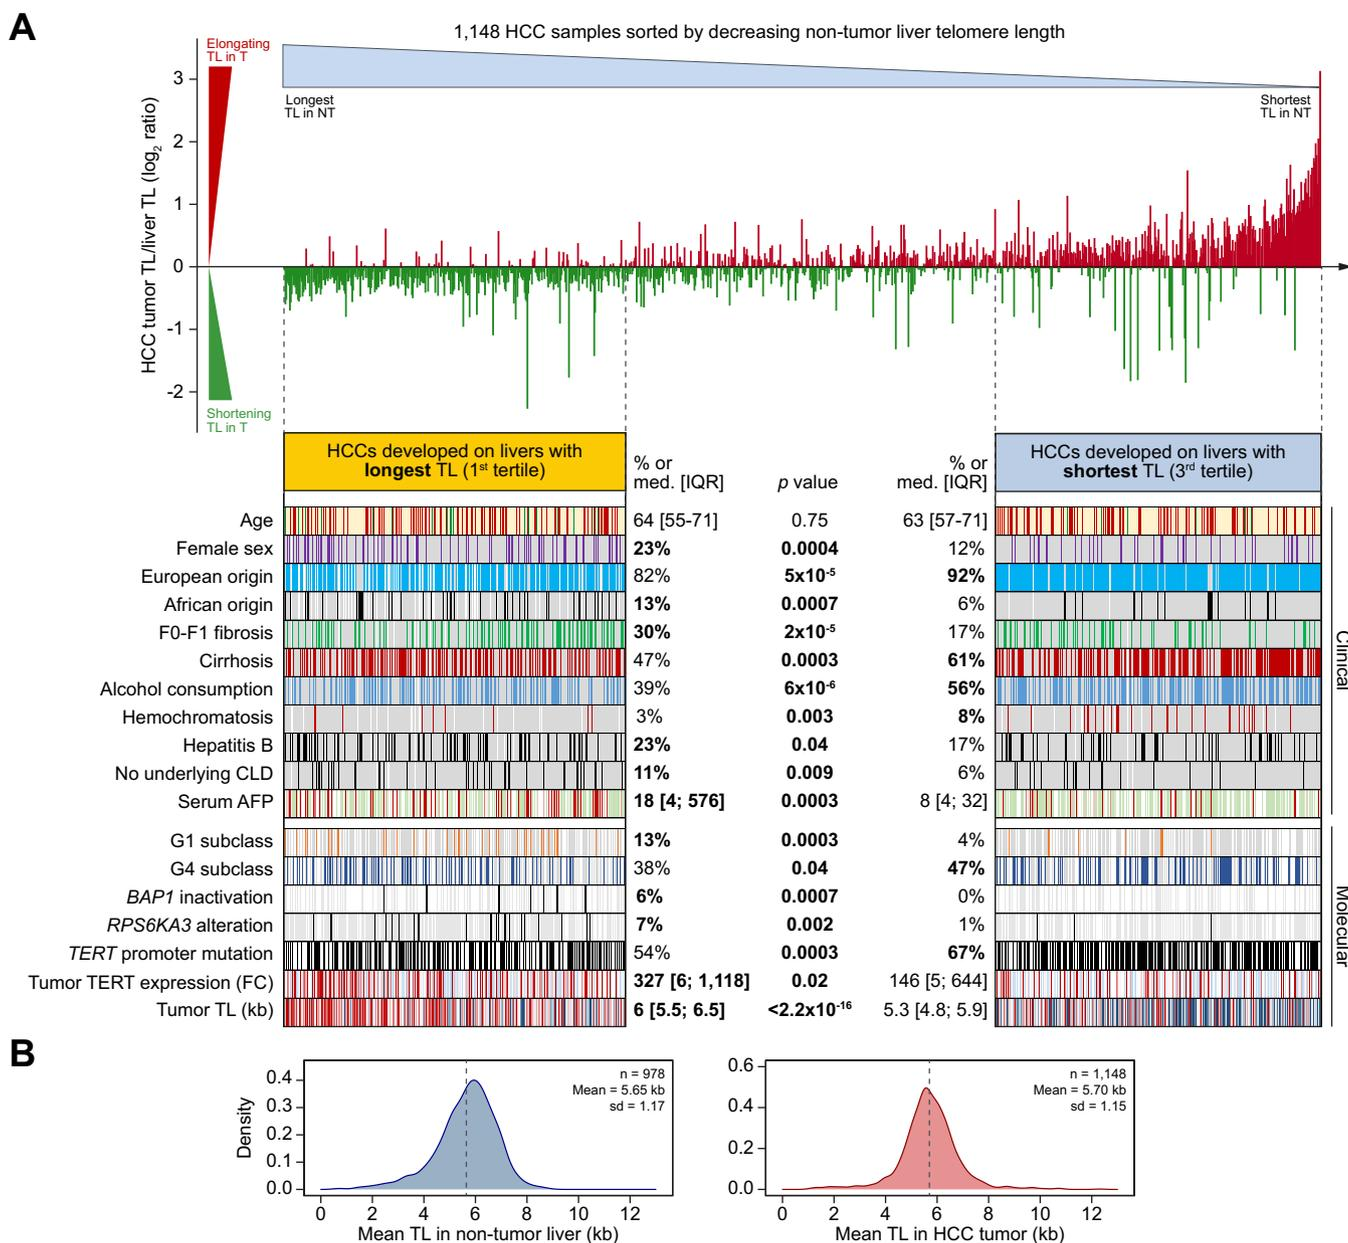 A
1,148 HCC samples sorted by decreasing non-tumor liver telomere length
Elongating
TL in T
Longest
TL in NT
Shortest
TL in NT
HCC tumor TL/liver TL (log2 ratio)
3
2
1
0
-1
-2
Shortening
TL in T
HCCs developed on livers with
longest TL (1st tertile)
% or
med. [IQR]
p value
% or
med. [IQR]
HCCs developed on livers with
shortest TL (3rd tertile)
Age 64 [55-71] 0.75 63 [57-71]
Female sex 23% 0.0004 12%
European origin 82% 5x10-5 92%
African origin 13% 0.0007 6%
F0-F1 fibrosis 30% 2x10-5 17%
Cirrhosis 47% 0.0003 61%
Alcohol consumption 39% 6x10-6 56%
Hemochromatosis 3% 0.003 8%
Hepatitis B 23% 0.04 17%
No underlying CLD 11% 0.009 6%
Serum AFP 18 [4; 576] 0.0003 8 [4; 32]
Clinical
G1 subclass 13% 0.0003 4%
G4 subclass 38% 0.04 47%
BAP1 inactivation 6% 0.0007 0%
RPS6KA3 alteration 7% 0.002 1%
TERT promoter mutation 54% 0.0003 67%
Tumor TERT expression (FC) 327 [6; 1,118] 0.02 146 [5; 644]
Tumor TL (kb) 6 [5.5; 6.5] <2.2x10-16 5.3 [4.8; 5.9]
Molecular
B
Density
0.4
0.3
0.2
0.1
0.0
n = 978
Mean = 5.65 kb
sd = 1.17
0 2 4 6 8 10 12
Mean TL in non-tumor liver (kb)
0.6
0.4
0.2
0.0
n = 1,148
Mean = 5.70 kb
sd = 1.15
0 2 4 6 8 10 12
Mean TL in HCC tumor (kb)